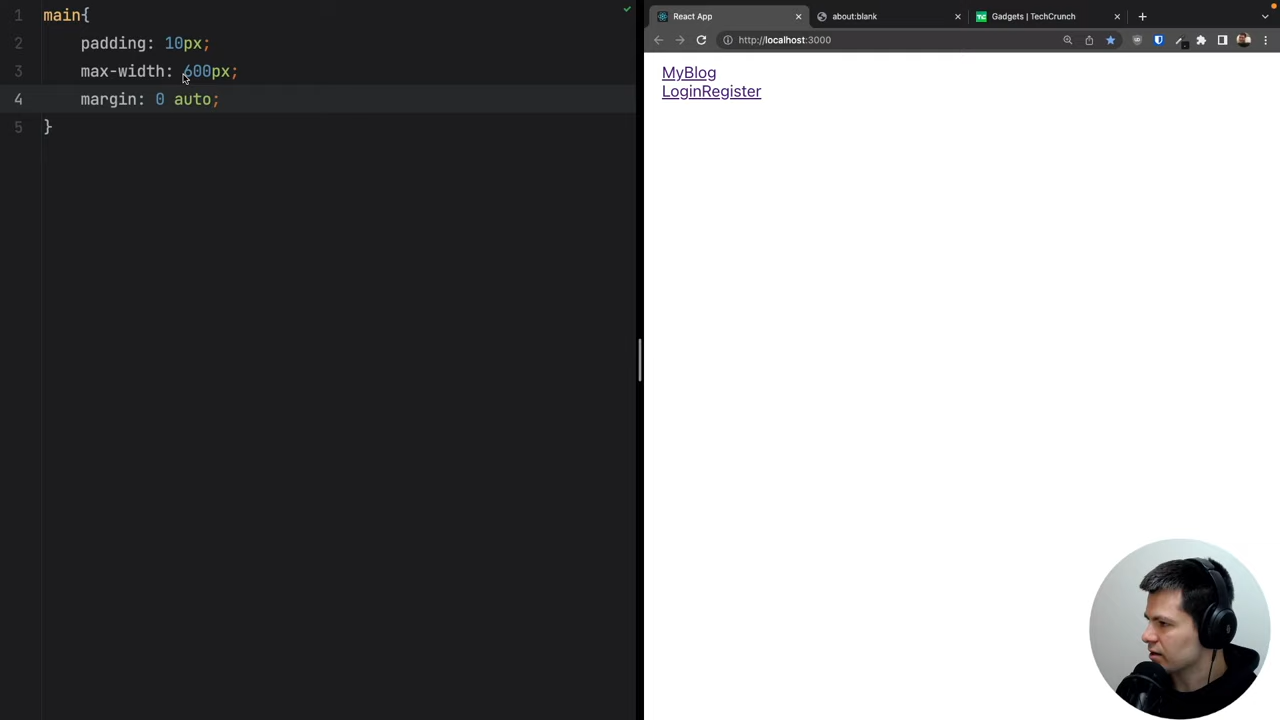 1 main{
2 padding: 10px;
3 max-width: 600px;
4 margin: 0 auto;
5 }
React App
about:blank
Gadgets | TechCrunch
http://localhost:3000
MyBlog
LoginRegister